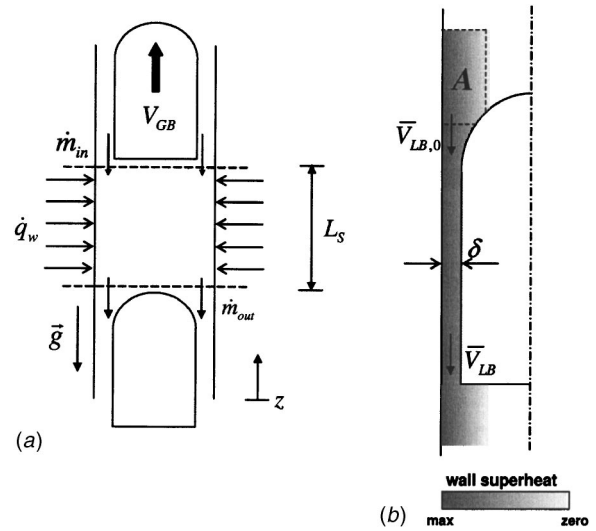 (a)
V_GB
ṁ_in
q̇_w
L_S
ṁ_out
g⃗
z
A
V̅_LB,0
δ
V̅_LB
wall superheat
max zero
(b)